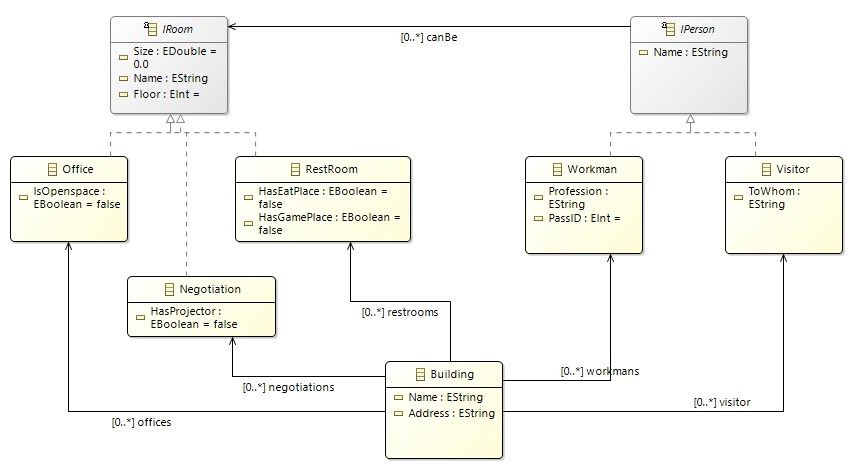 IRoom
Size : EDouble =
0.0
Name : EString
Floor : EInt =
[0..*] canBe
IPerson
Name : EString
Office
IsOpenspace :
EBoolean = false
RestRoom
HasEatPlace : EBoolean =
false
HasGamePlace : EBoolean =
false
Workman
Profession :
EString
PassID : EInt =
Visitor
ToWhom :
EString
Negotiation
HasProjector :
EBoolean = false
[0..*] restrooms
Building
Name : EString
Address : EString
[0..*] negotiations
[0..*] workmans
[0..*] offices
[0..*] visitor